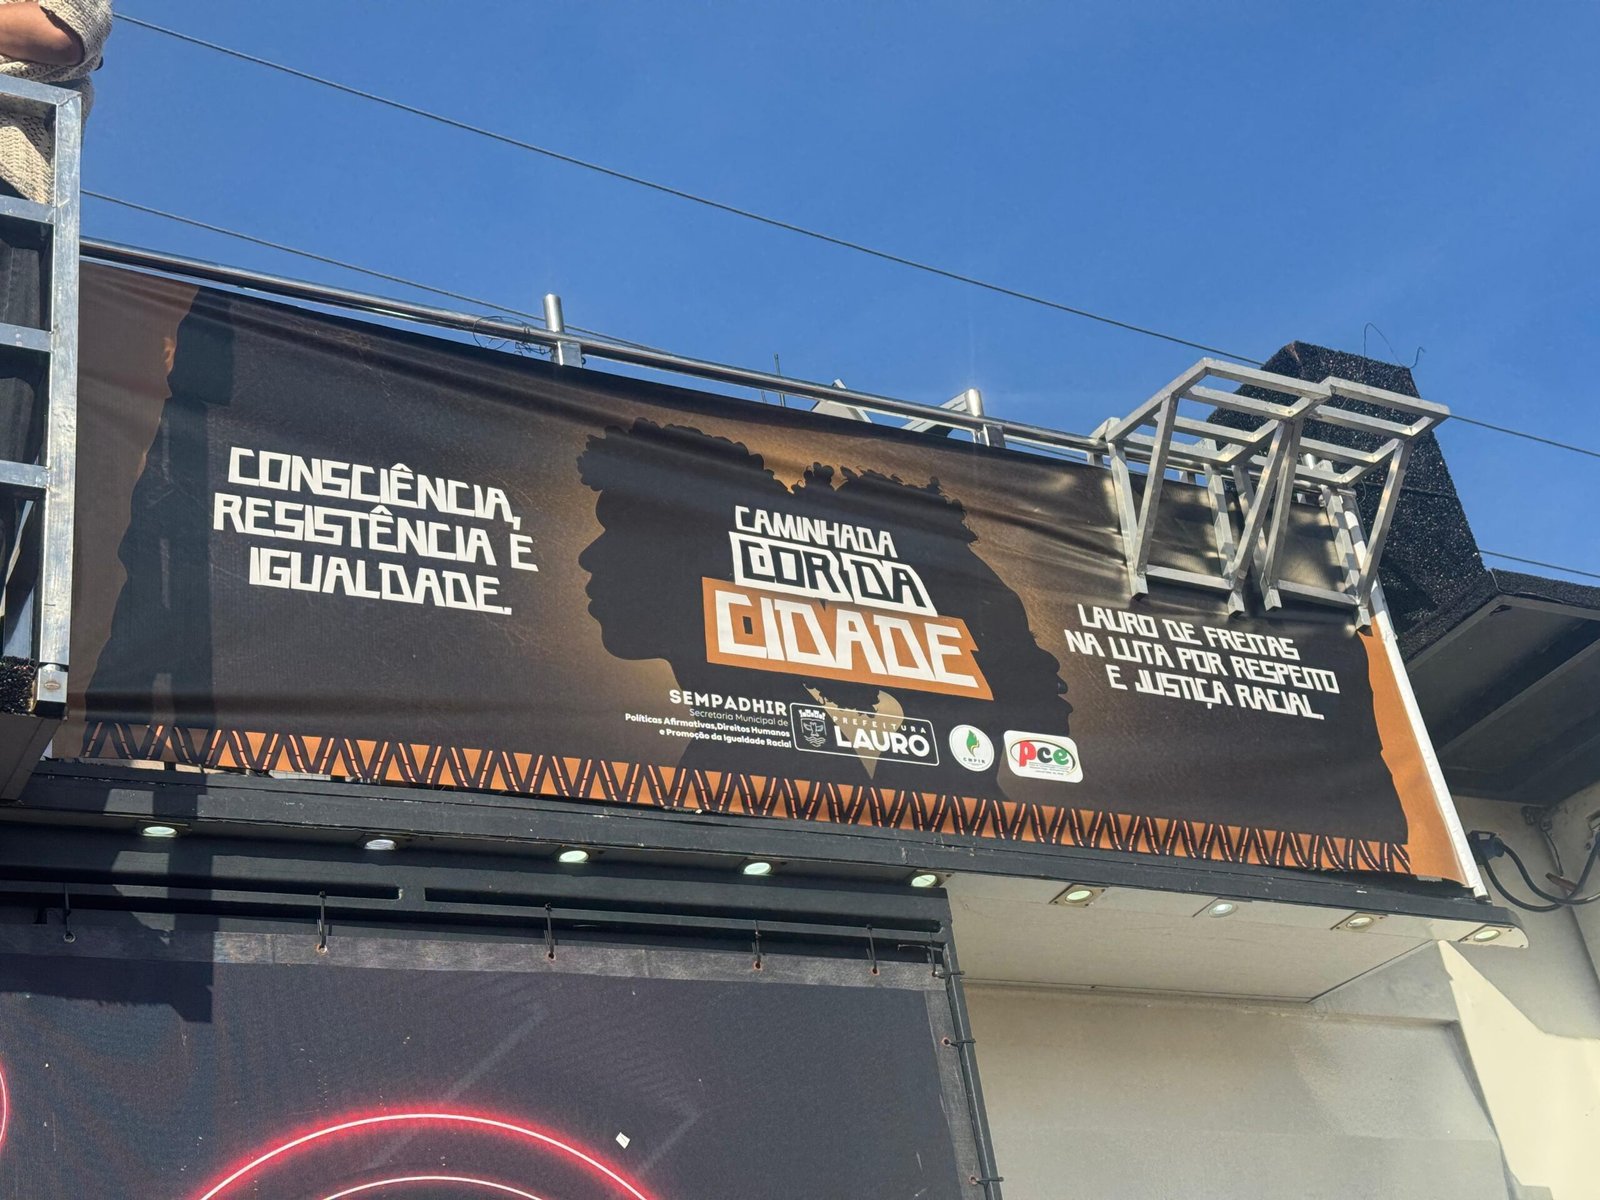 CONSCIÊNCIA,
RESISTÊNCIA E
IGUALDADE.
CAMINHADA
COR DA
CIDADE
LAURO DE FREITAS
NA LUTA POR RESPEITO
E JUSTIÇA RACIAL
SEMPADHIR
Secretaria Municipal de
Políticas Afirmativas,Direitos Humanos
e Promoção da Igualdade Racial
PREFEITURA
LAURO
pce